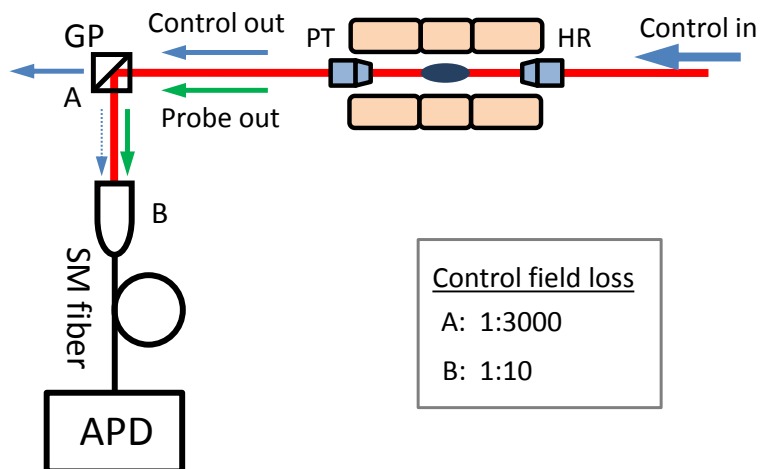 GP
Control out
PT
HR
Control in
A
Probe out
B
SM fiber
APD
Control field loss
A: 1:3000
B: 1:10